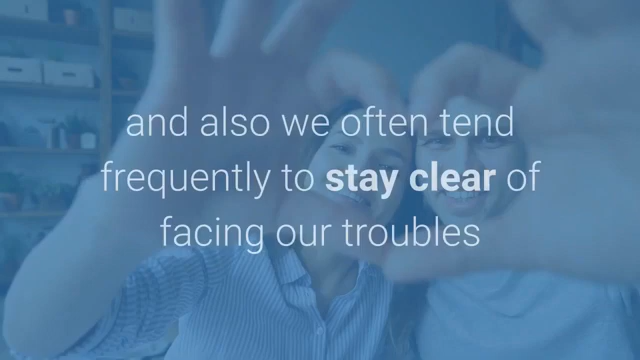 and also we often tend
frequently to stay clear of
facing our troubles